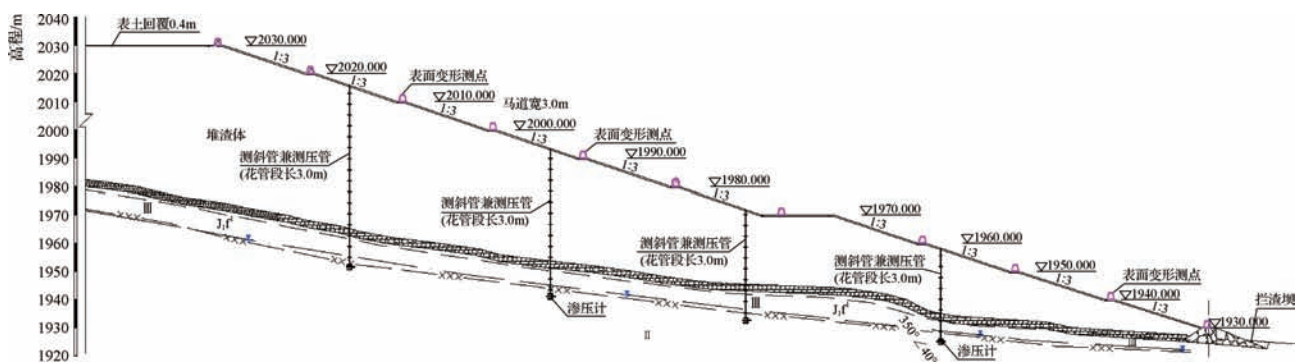 高程/m
2040
2030
2020
2010
2000
1990
1980
1970
1960
1950
1940
1930
1920
表土回覆0.4m
▽2030.000
1:3
▽2020.000
1:3
表面变形测点
▽2010.000
1:3
马道宽3.0m
▽2000.000
1:3
表面变形测点
▽1990.000
1:3
▽1980.000
1:3
▽1970.000
1:3
▽1960.000
1:3
▽1950.000
1:3
表面变形测点
▽1940.000
1:3
拦渣坝
▽1930.000
堆渣体
测斜管兼测压管
(花管段长3.0m)
测斜管兼测压管
(花管段长3.0m)
测斜管兼测压管
(花管段长3.0m)
测斜管兼测压管
(花管段长3.0m)
Ⅲ
Ⅲ
Ⅱ
350°
∠40°
渗压计
渗压计